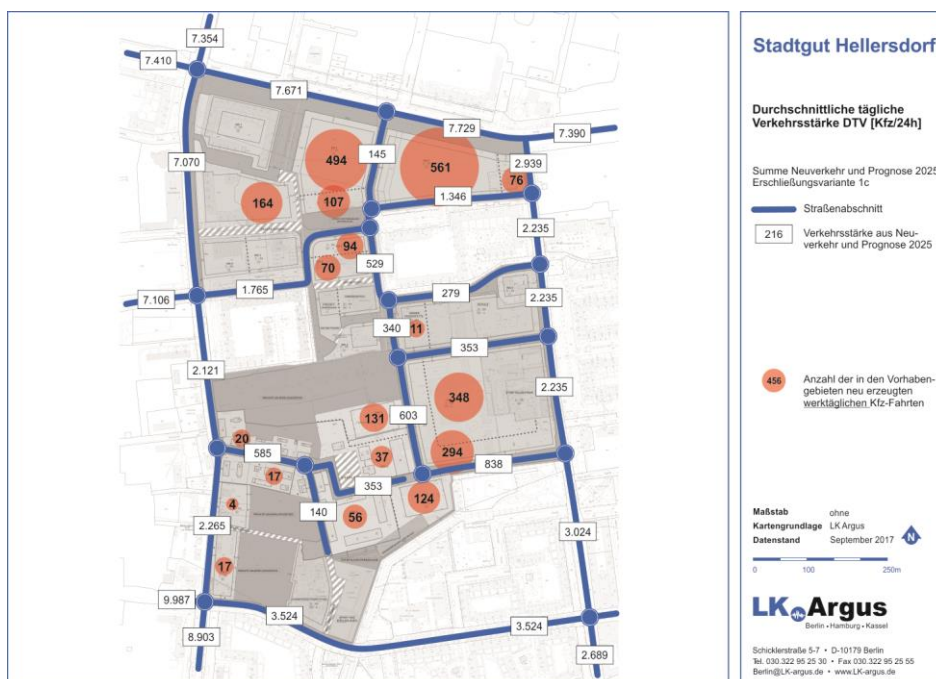 7.354
7.410
7.671
7.729
7.390
7.070
494
145
561
2.939
76
164
107
1.346
94
2.235
70
529
7.106
1.765
279
2.235
340
11
353
2.121
2.235
348
131
603
20
585
37
294
838
17
353
4
140
56
124
2.265
3.024
17
9.987
3.524
3.524
8.903
2.689
Stadtgut Hellersdorf
Durchschnittliche tägliche
Verkehrsstärke DTV [Kfz/24h]
Summe Neuverkehr und Prognose 2025
Erschließungsvariante 1c
Straßenabschnitt
216 Verkehrsstärke aus Neu-
verkehr und Prognose 2025
456 Anzahl der in den Vorhaben-
gebieten neu erzeugten
werktäglichen Kfz-Fahrten
Maßstab ohne
Kartengrundlage LK Argus
Datenstand September 2017
N
0 100 250m
LK Argus
Berlin • Hamburg • Kassel
Schicklerstraße 5-7 • D-10179 Berlin
Tel. 030.322 95 25 30 • Fax 030.322 95 25 55
Berlin@LK-argus.de • www.LK-argus.de